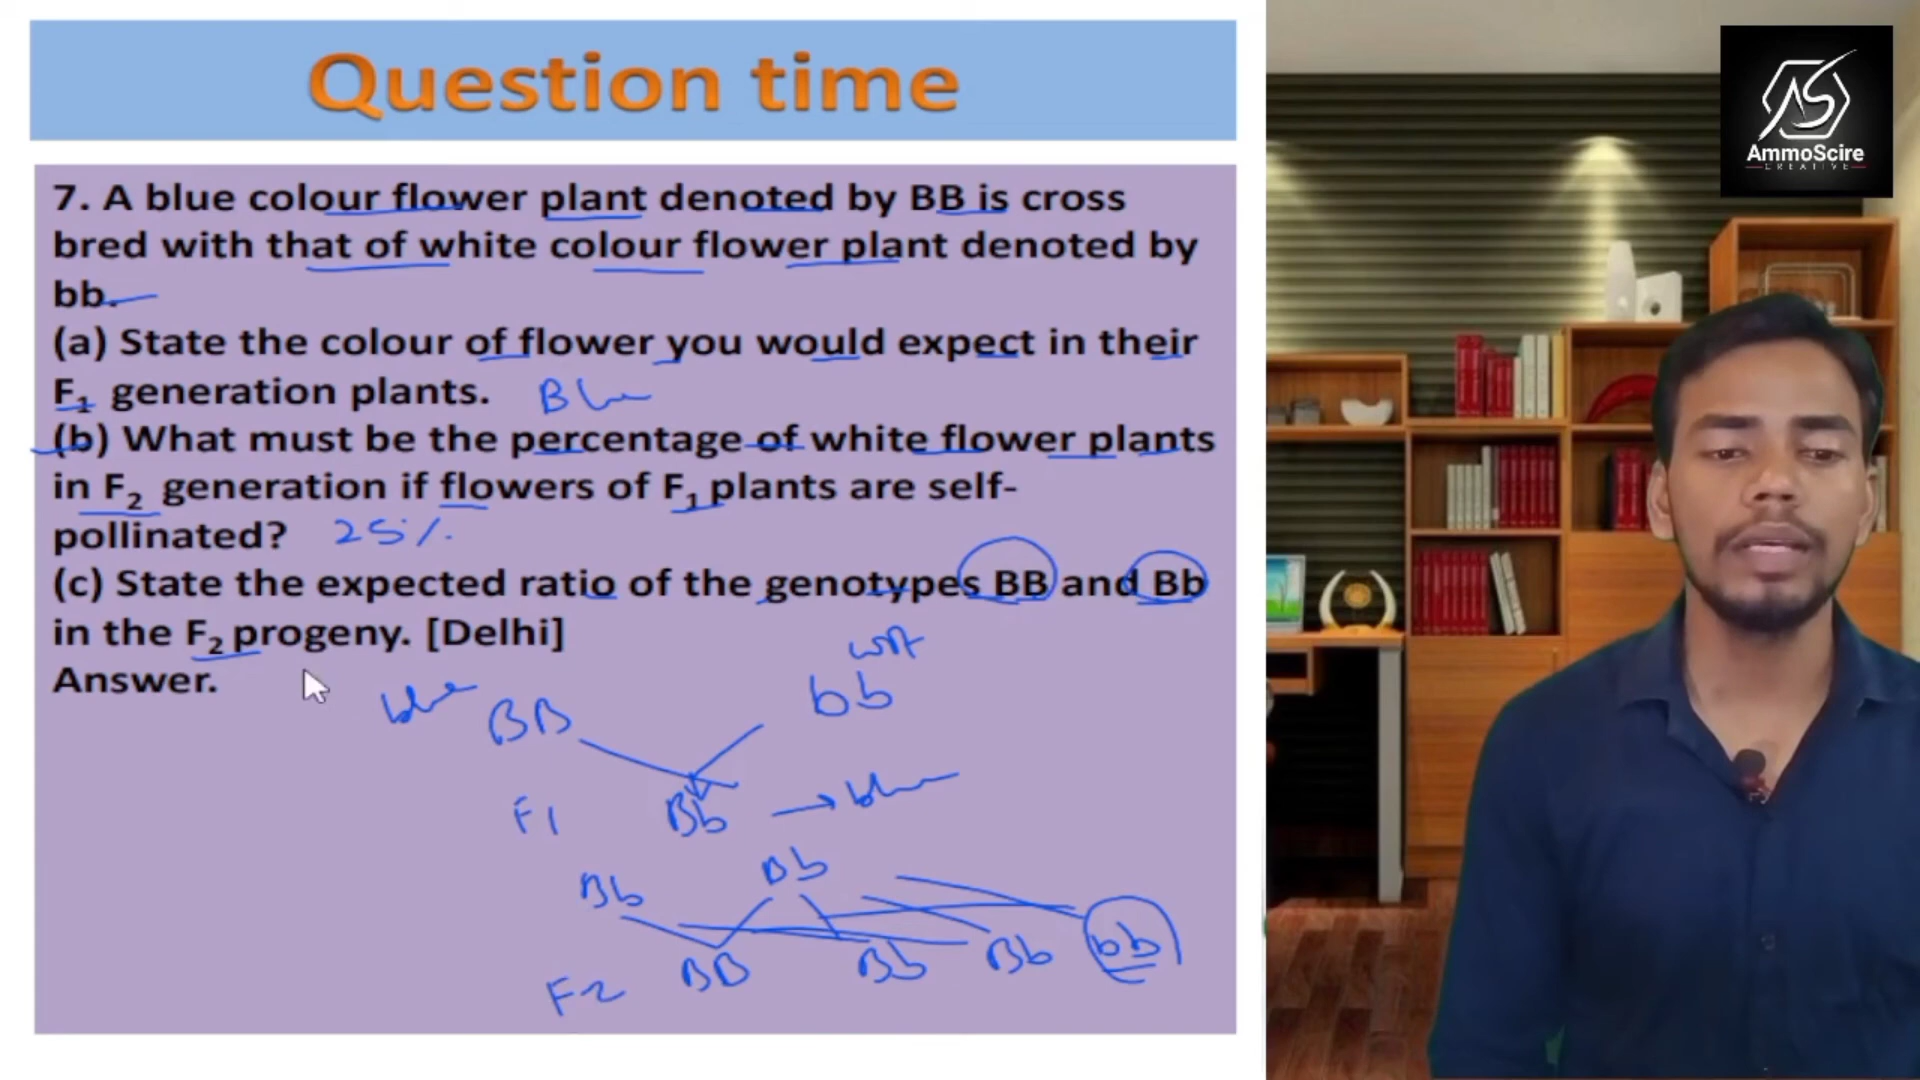 Question time
7. A blue colour flower plant denoted by BB is cross
bred with that of white colour flower plant denoted by
bb.
(a) State the colour of flower you would expect in their
F1 generation plants.
(b) What must be the percentage of white flower plants
in F2 generation if flowers of F1 plants are self-
pollinated? 25%.
(c) State the expected ratio of the genotypes BB and Bb
in the F2 progeny. [Delhi]
Answer.
BB bb
F1 Bb
Bb Bb
F2 BB Bb Bb bb
AS
AmmoScire
CREATIVE